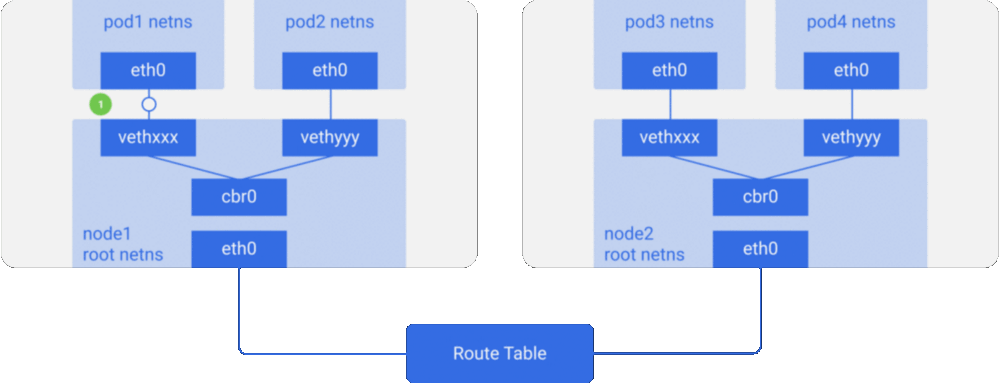 pod1 netns
pod2 netns
eth0
eth0
1
vethxxx
vethyyy
cbr0
node1
root netns
eth0
pod3 netns
pod4 netns
eth0
eth0
vethxxx
vethyyy
cbr0
node2
root netns
eth0
Route Table